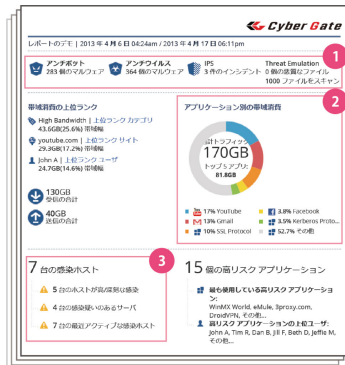 Cyber Gate
レポートのデモ | 2013 年 4 月 6 日 04:24am / 2013 年 4 月 17 日 06:11pm
1
アンチボット
283 個のマルウェア
アンチウイルス
364 個のマルウェア
IPS
3 件のインシデント
Threat Emulation
0 個の悪質なファイル
1000 ファイルをスキャン
帯域消費の上位ランク
High Bandwidth | 上位ランク カテゴリ
43.6GB(25.6%) 帯域幅
youtube.com | 上位ランク サイト
29.3GB(17.2%) 帯域幅
John A | 上位ランク ユーザ
24.7GB(14.6%) 帯域幅
130GB
受信の合計
40GB
送信の合計
2
アプリケーション別の帯域消費
計トラフィック
170GB
トップ 5 アプリ:
81.8GB
17% YouTube
3.8% Facebook
13% Gmail
3.5% Kerberos Proto...
10% SSL Protocol
52.7% その他
3
7 台の感染ホスト
5 台のホストが高/深刻な感染
4 台の感染疑いのあるサーバ
7 台の最近アクティブな感染ホスト
15 個の高リスク アプリケーション
最も使用している高リスク アプリケーション:
WinMX World, eMule, 3proxy.com,
DroidVPN, その他...
高リスク アプリケーションの上位ユーザ:
John A, Tim R, Dan B, Jill F, Beth D, Jeffie M,
その他...